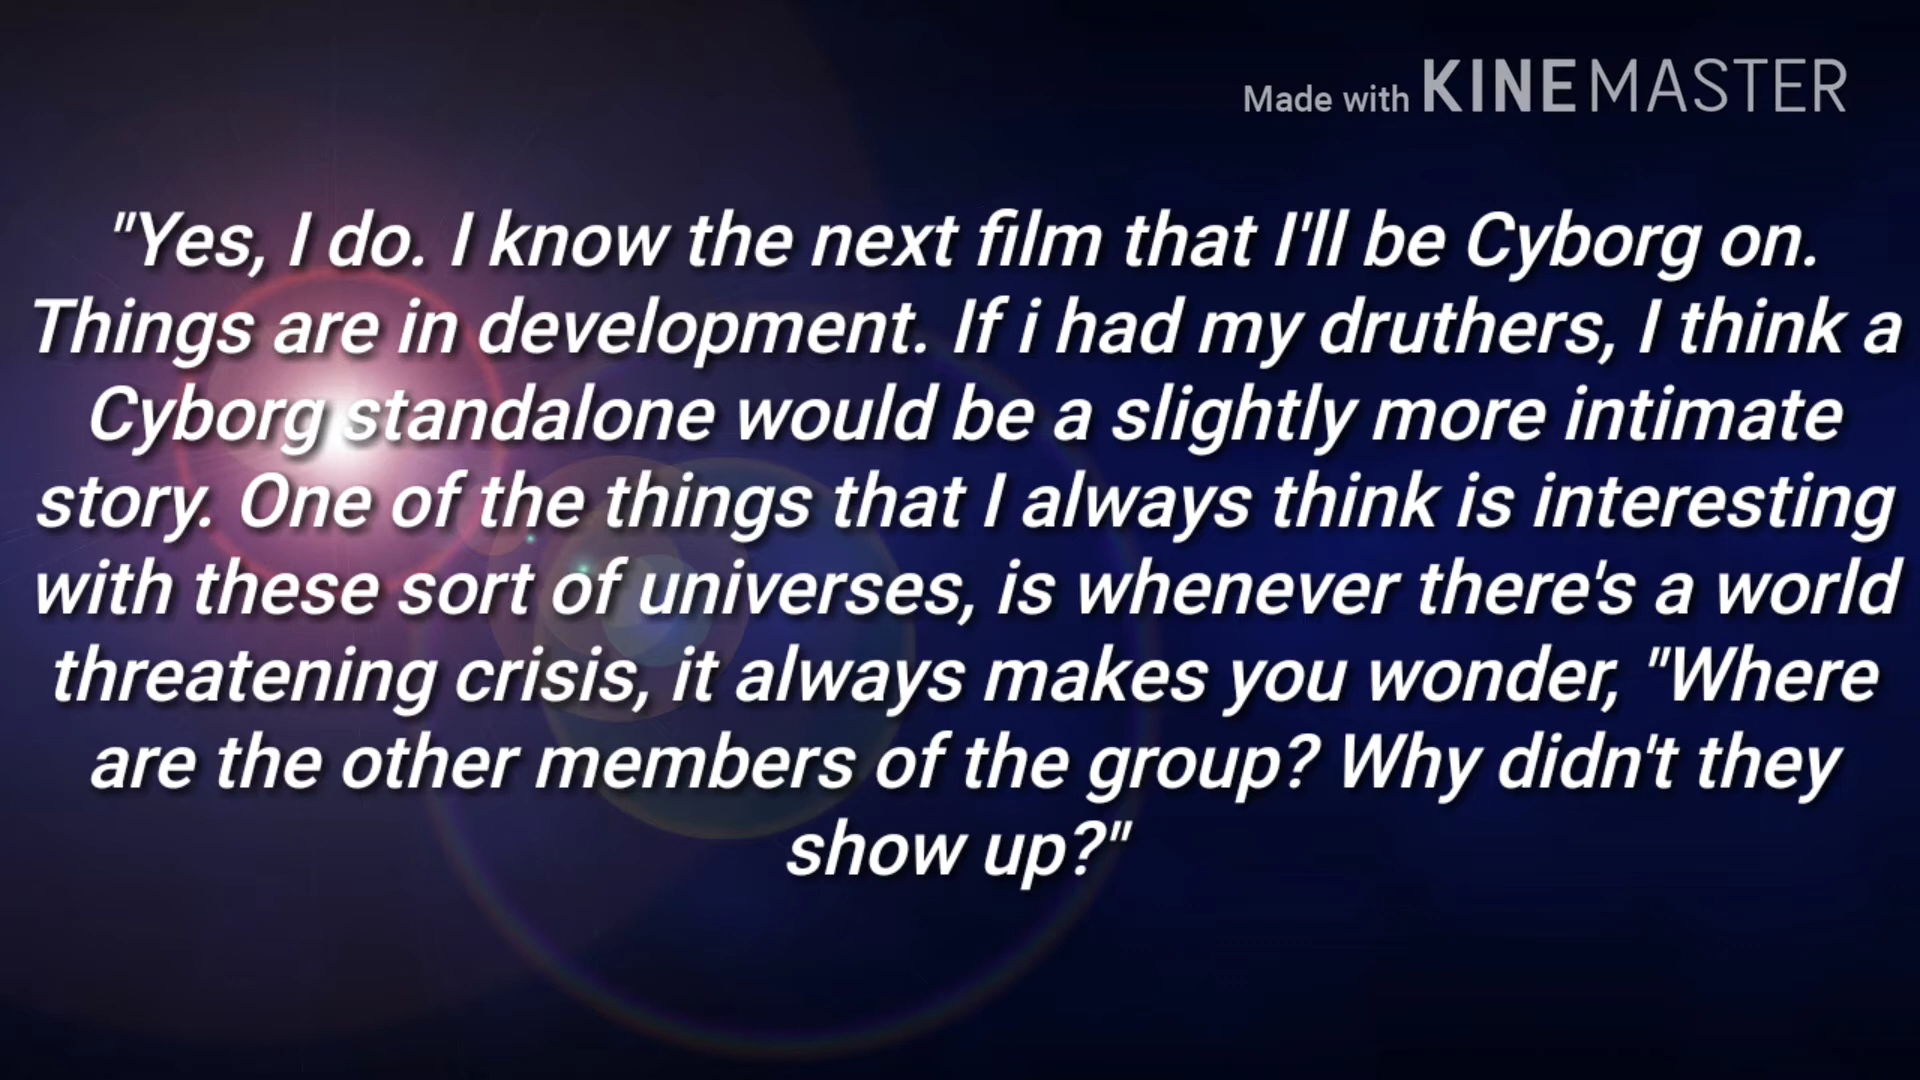 Made with KINEMASTER
"Yes, I do. I know the next film that I'll be Cyborg on.
Things are in development. If i had my druthers, I think a
Cyborg standalone would be a slightly more intimate
story. One of the things that I always think is interesting
with these sort of universes, is whenever there's a world
threatening crisis, it always makes you wonder, "Where
are the other members of the group? Why didn't they
show up?"